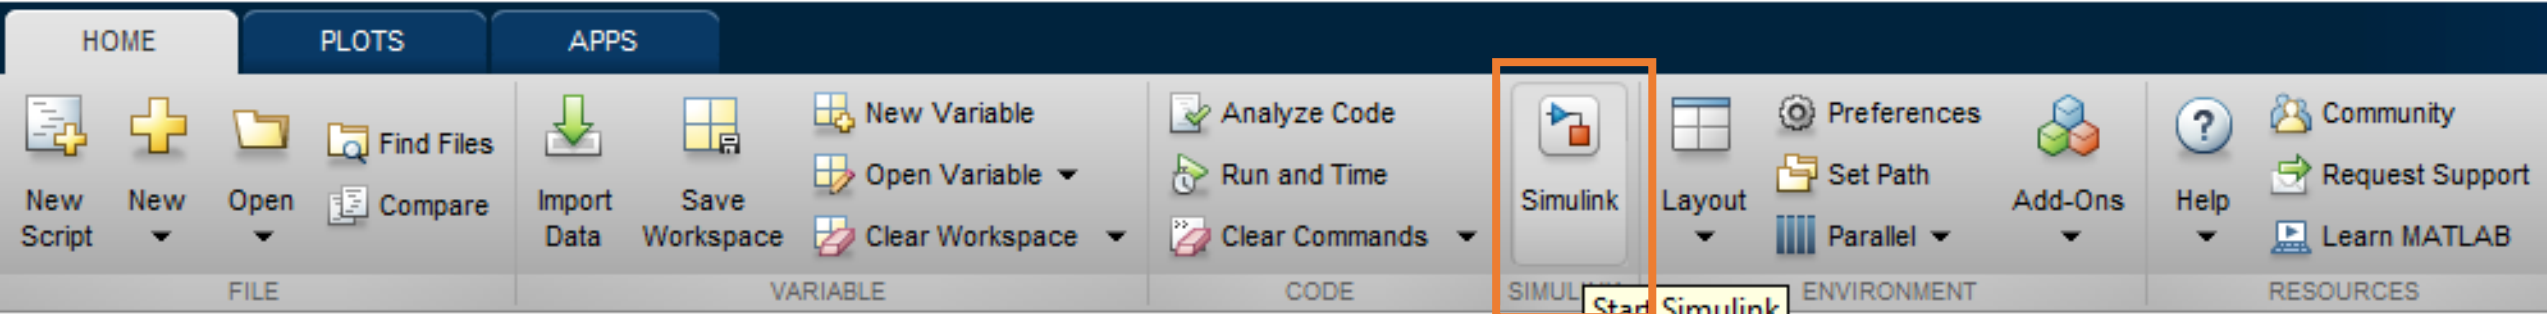 HOME PLOTS APPS
New Script
New
Open
Find Files
Compare
FILE
Import Data
Save Workspace
New Variable
Open Variable
Clear Workspace
VARIABLE
Analyze Code
Run and Time
Clear Commands
CODE
Simulink
SIMUL
Start Simulink
Layout
Preferences
Set Path
Parallel
Add-Ons
ENVIRONMENT
?
Help
Community
Request Support
Learn MATLAB
RESOURCES